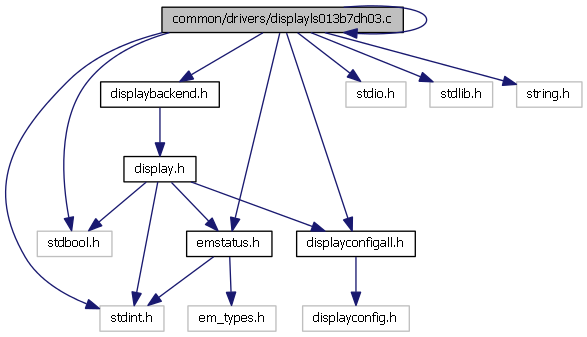 common/drivers/displayls013b7dh03.c
displaybackend.h
stdio.h
stdlib.h
string.h
display.h
stdbool.h
emstatus.h
displayconfigall.h
stdint.h
em_types.h
displayconfig.h